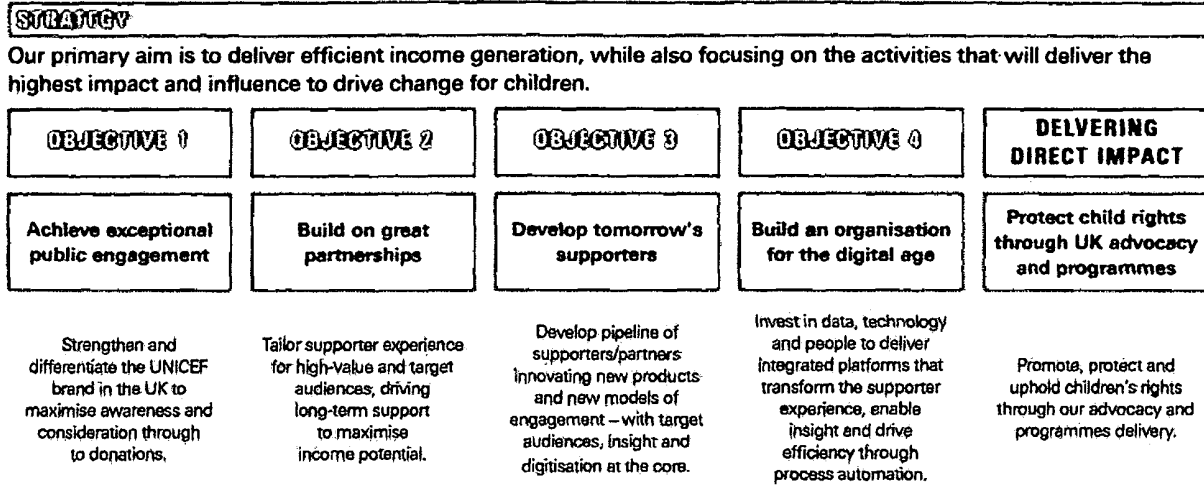 STRATEGY
Our primary aim is to deliver efficient income generation, while also focusing on the activities that will deliver the
highest impact and influence to drive change for children.
OBJECTIVE 1
Achieve exceptional
public engagement
Strengthen and
differentiate the UNICEF
brand in the UK to
maximise awareness and
consideration through
to donations.
OBJECTIVE 2
Build on great
partnerships
Tailor supporter experience
for high-value and target
audiences, driving
long-term support
to maximise
income potential.
OBJECTIVE 3
Develop tomorrow's
supporters
Develop pipeline of
supporters/partners
innovating new products
and new models of
engagement – with target
audiences, insight and
digitisation at the core.
OBJECTIVE 4
Build an organisation
for the digital age
Invest in data, technology
and people to deliver
integrated platforms that
transform the supporter
experience, enable
insight and drive
efficiency through
process automation.
DELVERING
DIRECT IMPACT
Protect child rights
through UK advocacy
and programmes
Promote, protect and
uphold children's rights
through our advocacy and
programmes delivery.